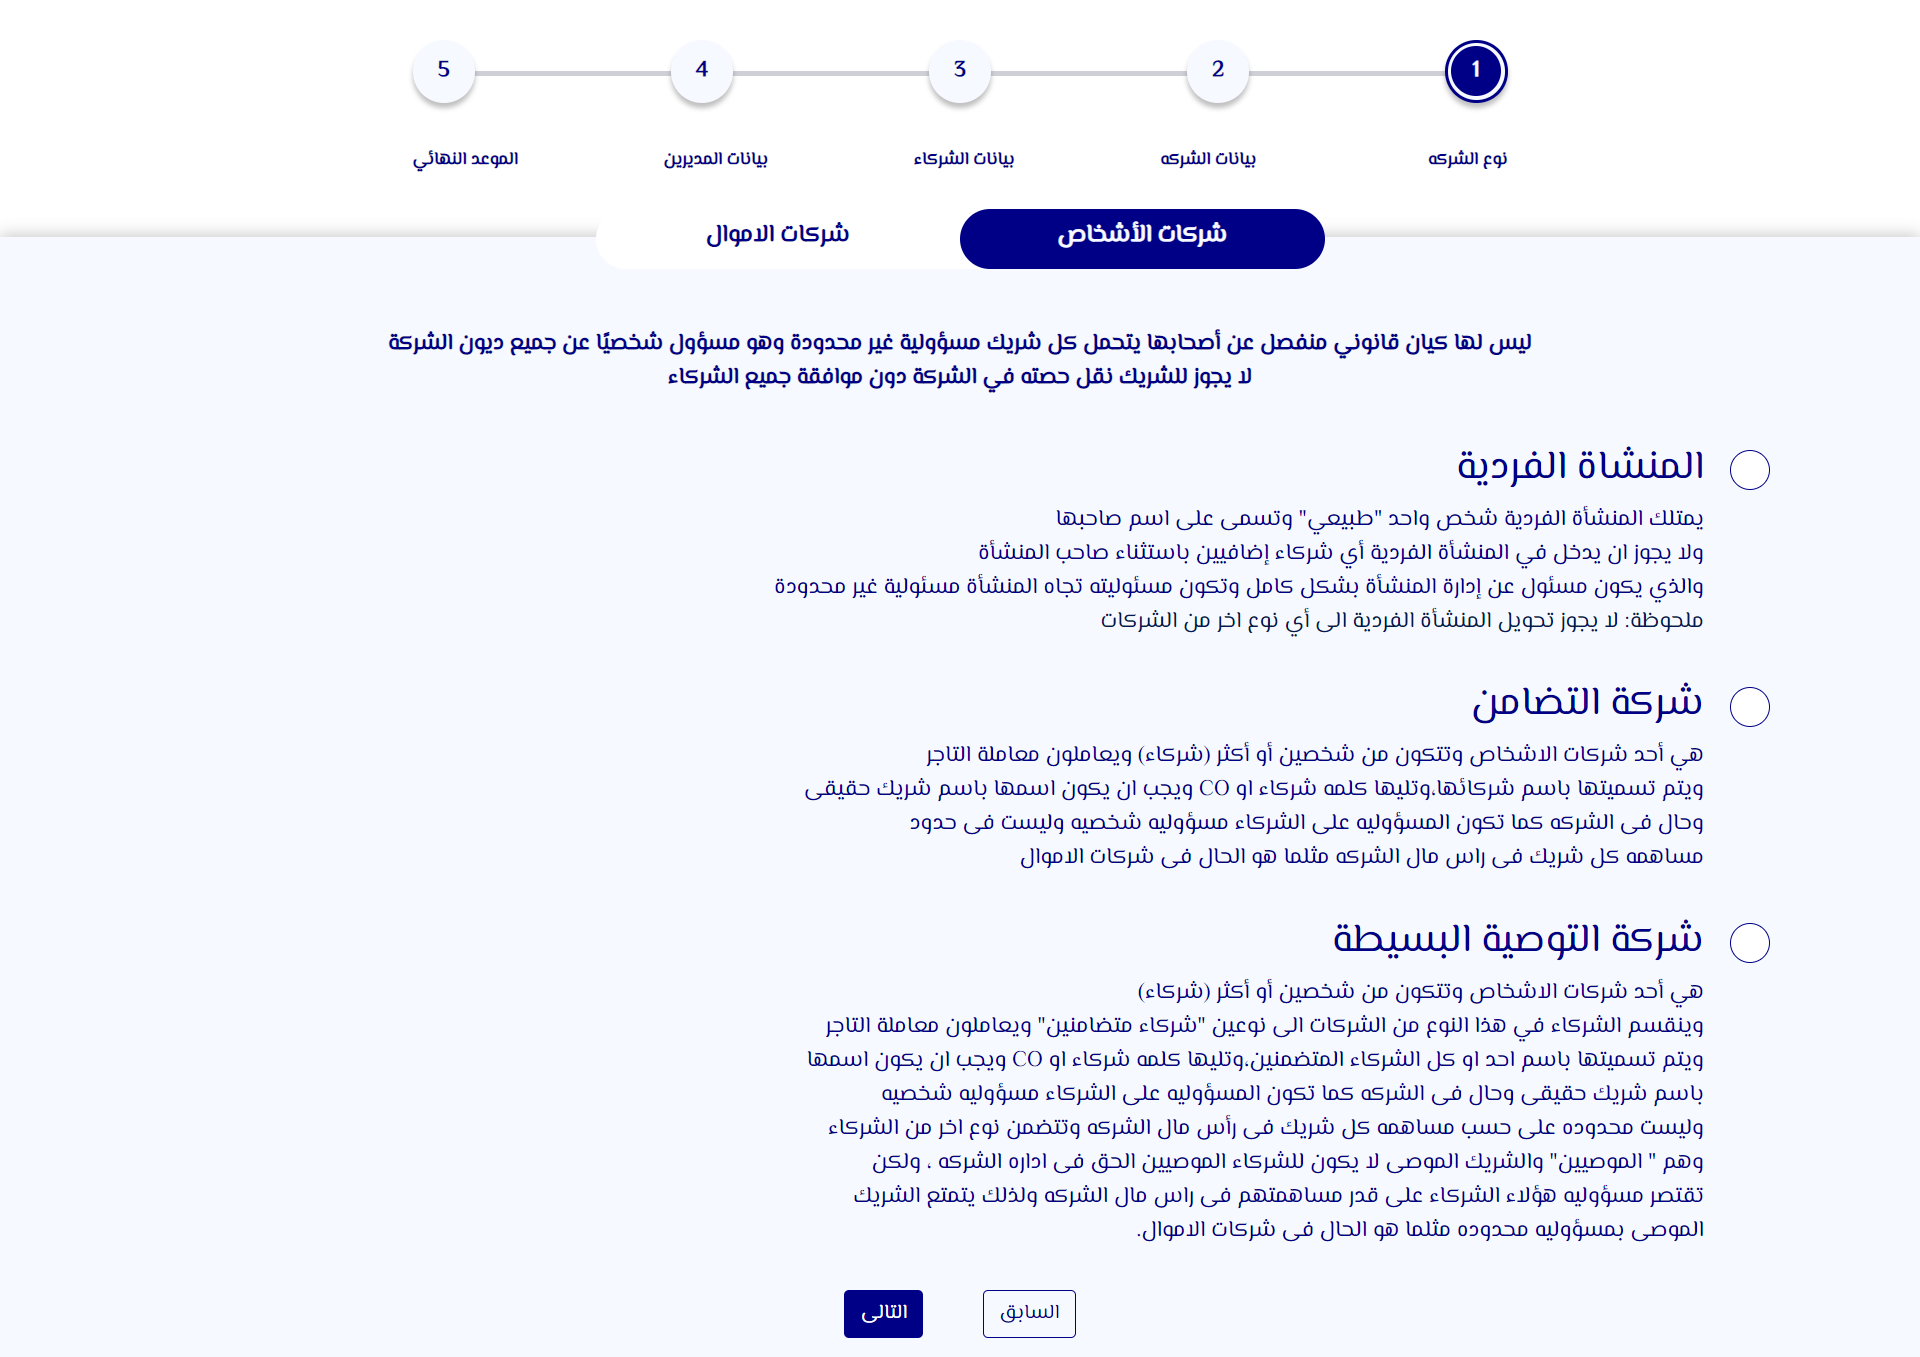 1
2
3
4
5
نوع الشركه
بيانات الشركه
بيانات الشركاء
بيانات المديرين
الموعد النهائي
شركات الأشخاص
شركات الاموال
ليس لها كيان قانوني منفصل عن أصحابها يتحمل كل شريك مسؤولية غير محدودة وهو مسؤول شخصيًا عن جميع ديون الشركة
لا يجوز للشريك نقل حصته في الشركة دون موافقة جميع الشركاء
المنشاة الفردية
يمتلك المنشأة الفردية شخص واحد "طبيعي" وتسمى على اسم صاحبها
ولا يجوز ان يدخل في المنشأة الفردية أي شركاء إضافيين باستثناء صاحب المنشأة
والذي يكون مسئول عن إدارة المنشأة بشكل كامل وتكون مسئوليته تجاه المنشأة مسئولية غير محدودة
ملحوظة: لا يجوز تحويل المنشأة الفردية الى أي نوع اخر من الشركات
شركة التضامن
هي أحد شركات الاشخاص وتتكون من شخصين أو أكثر (شركاء) ويعاملون معاملة التاجر
ويتم تسميتها باسم شركائها،وتليها كلمه شركاء او CO ويجب ان يكون اسمها باسم شريك حقيقى
وحال فى الشركه كما تكون المسؤوليه على الشركاء مسؤوليه شخصيه وليست فى حدود
مساهمه كل شريك فى راس مال الشركه مثلما هو الحال فى شركات الاموال
شركة التوصية البسيطة
هي أحد شركات الاشخاص وتتكون من شخصين أو أكثر (شركاء)
وينقسم الشركاء في هذا النوع من الشركات الى نوعين "شركاء متضامنين" ويعاملون معاملة التاجر
ويتم تسميتها باسم احد او كل الشركاء المتضمنين،وتليها كلمه شركاء او CO ويجب ان يكون اسمها
باسم شريك حقيقى وحال فى الشركه كما تكون المسؤوليه على الشركاء مسؤوليه شخصيه
وليست محدوده على حسب مساهمه كل شريك فى رأس مال الشركه وتتضمن نوع اخر من الشركاء
وهم " الموصيين" والشريك الموصى لا يكون للشركاء الموصيين الحق فى اداره الشركه ، ولكن
تقتصر مسؤوليه هؤلاء الشركاء على قدر مساهمتهم فى راس مال الشركه ولذلك يتمتع الشريك
الموصى بمسؤوليه محدوده مثلما هو الحال فى شركات الاموال.
السابق
التالى